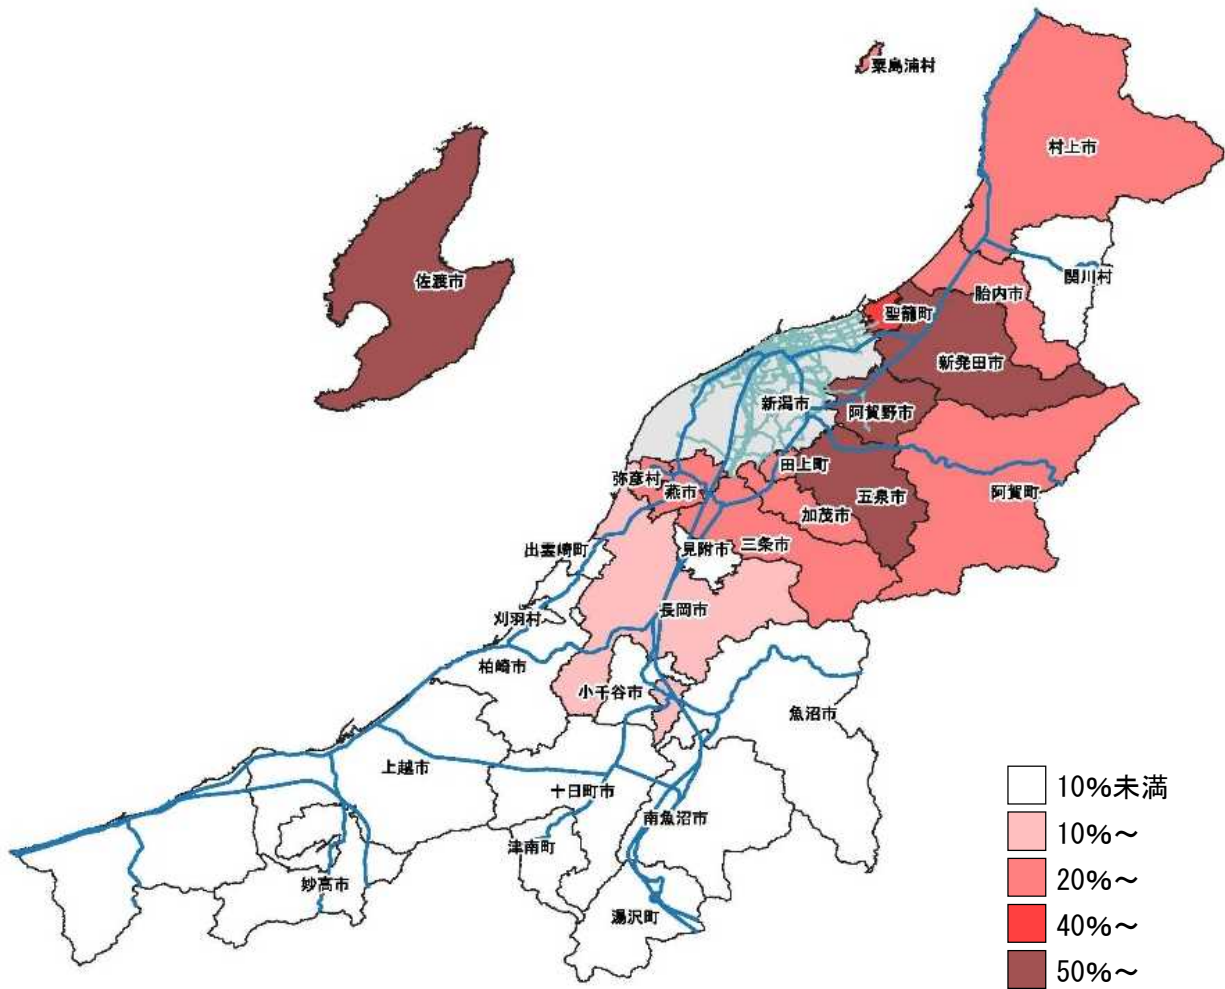 粟島浦村
村上市
関川村
佐渡市
胎内市
聖籠町
新発田市
新潟市
阿賀野市
田上町
弥彦村
燕市
五泉市
阿賀町
加茂市
出雲崎町
見附市
三条市
刈羽村
長岡市
柏崎市
小千谷市
魚沼市
上越市
十日町市
南魚沼市
津南町
妙高市
湯沢町
10%未満
10%～
20%～
40%～
50%～